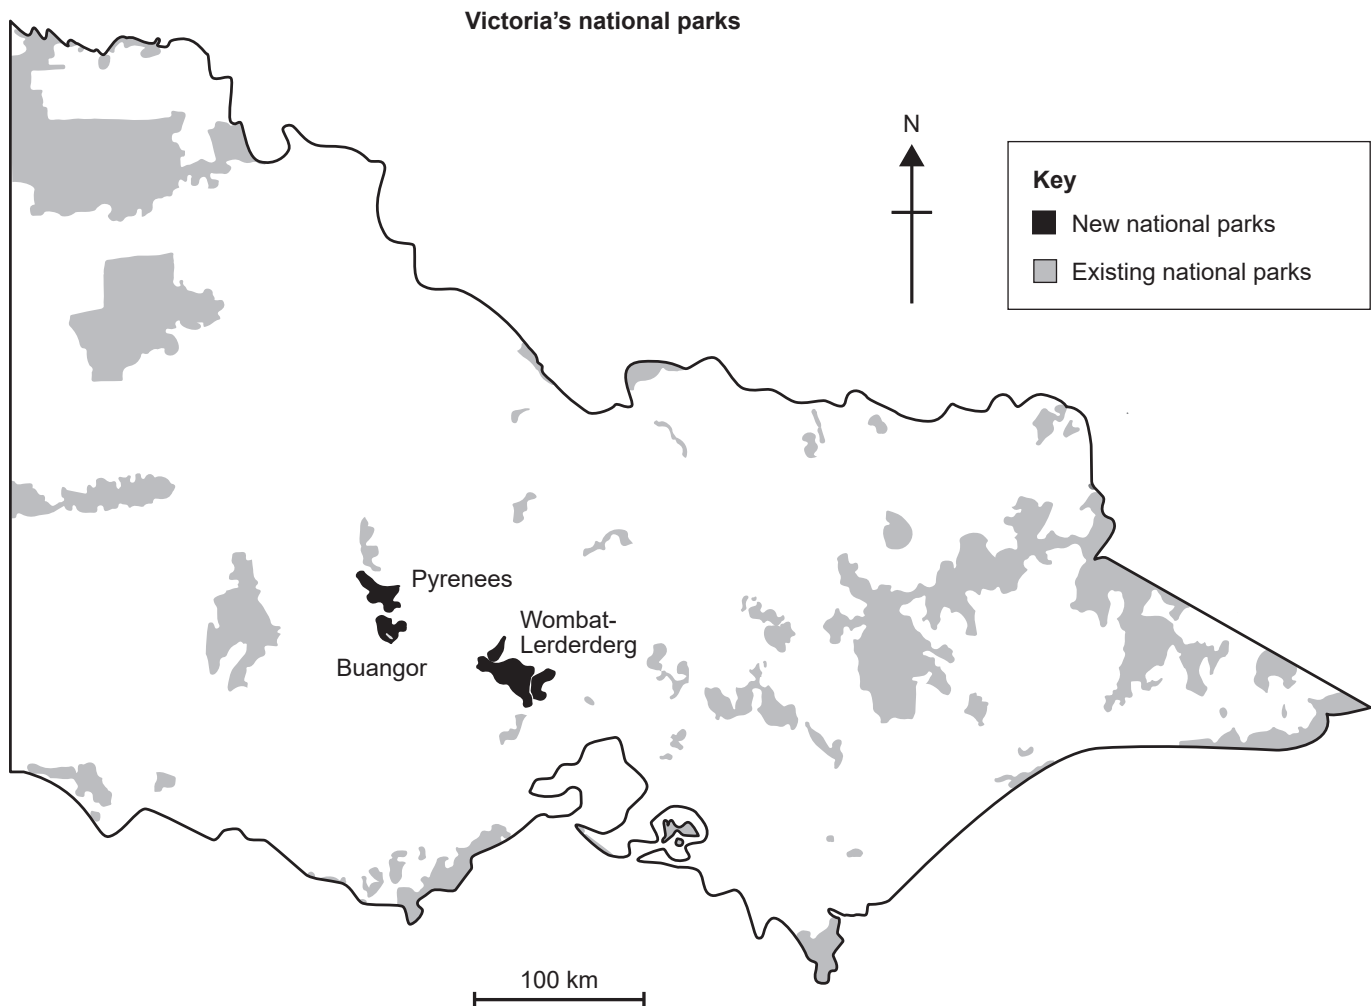 Victoria’s national parks
N
Key
New national parks
Existing national parks
Pyrenees
Wombat-
Lerderderg
Buangor
100 km